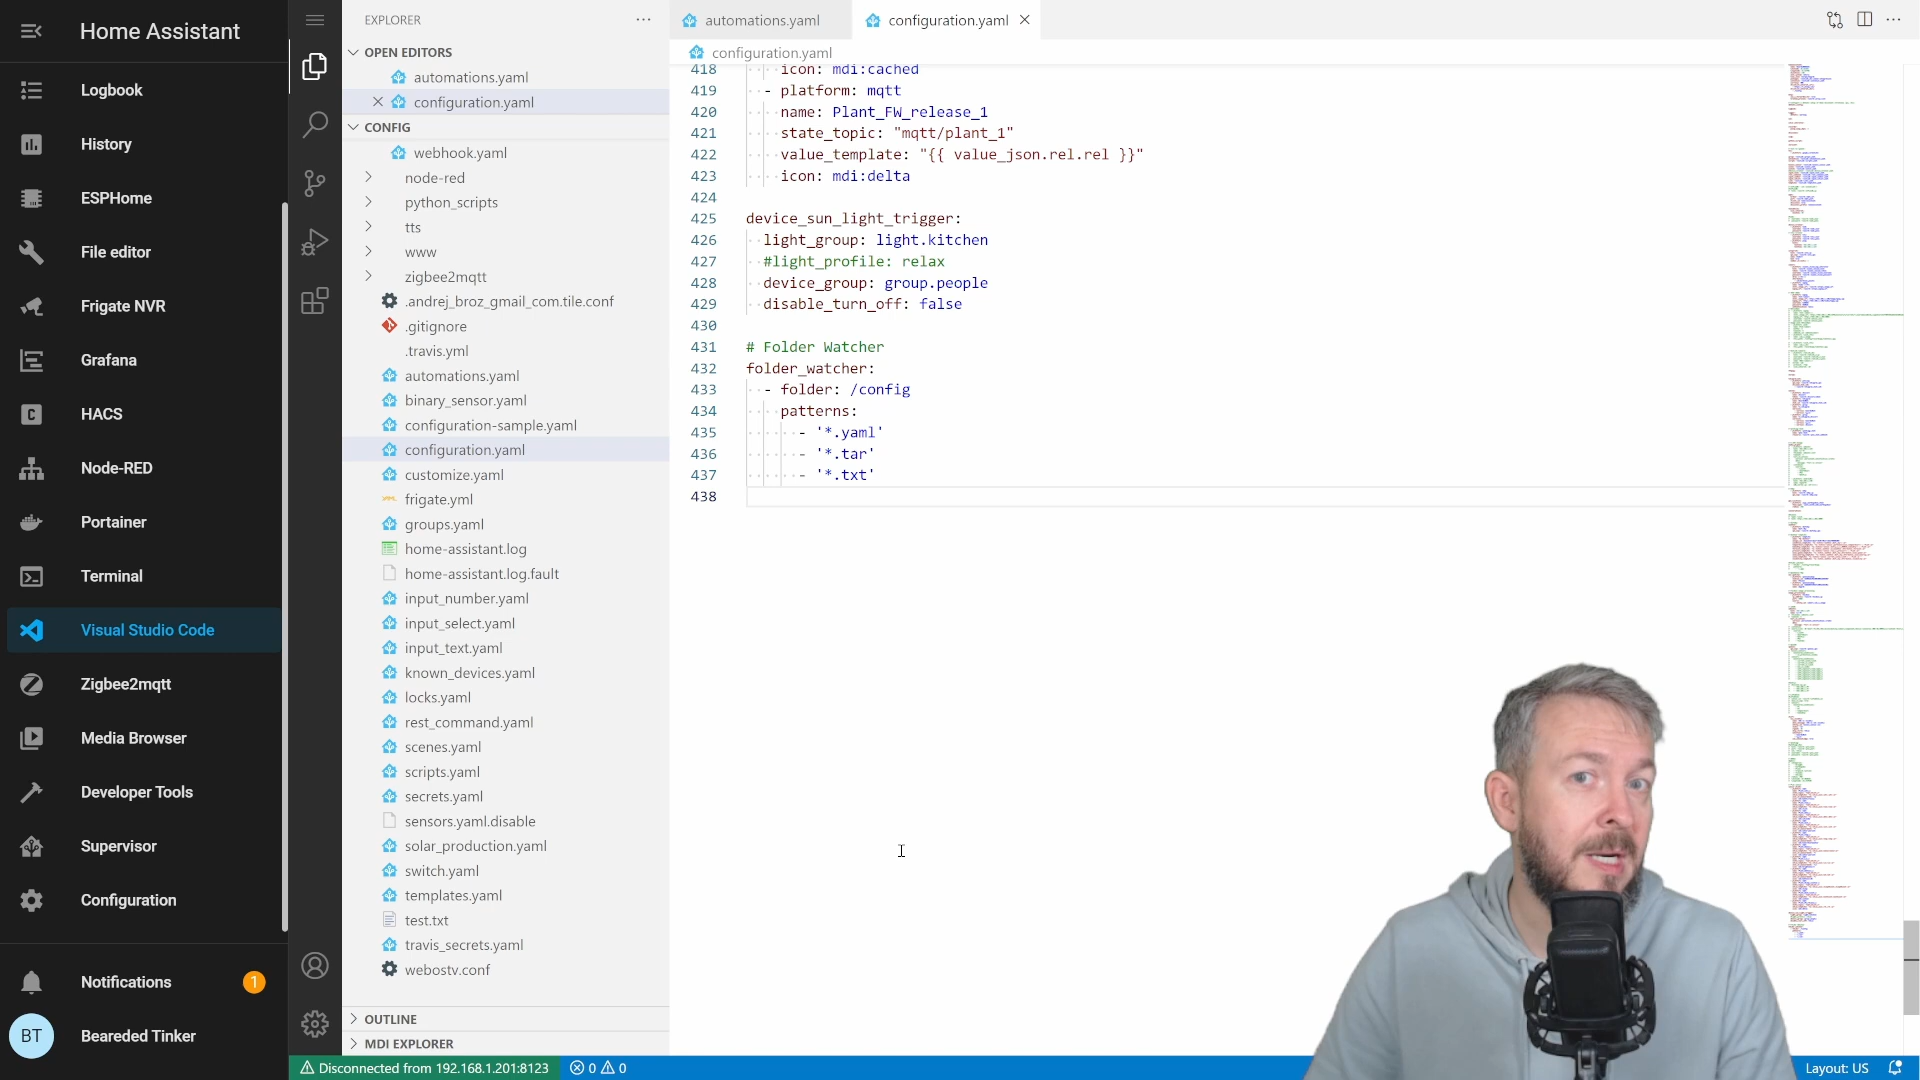 Home Assistant
Logbook
History
ESPHome
File editor
Frigate NVR
Grafana
HACS
Node-RED
Portainer
Terminal
Visual Studio Code
Zigbee2mqtt
Media Browser
Developer Tools
Supervisor
Configuration
Notifications 1
BT Beareded Tinker
EXPLORER
OPEN EDITORS
automations.yaml
configuration.yaml
CONFIG
webhook.yaml
node-red
python_scripts
tts
www
zigbee2mqtt
.andrej_broz_gmail_com.tile.conf
.gitignore
.travis.yml
automations.yaml
binary_sensor.yaml
configuration-sample.yaml
configuration.yaml
customize.yaml
frigate.yml
groups.yaml
home-assistant.log
home-assistant.log.fault
input_number.yaml
input_select.yaml
input_text.yaml
known_devices.yaml
locks.yaml
rest_command.yaml
scenes.yaml
scripts.yaml
secrets.yaml
sensors.yaml.disable
solar_production.yaml
switch.yaml
templates.yaml
test.txt
travis_secrets.yaml
webostv.conf
OUTLINE
MDI EXPLORER
automations.yaml
configuration.yaml
configuration.yaml
418 icon: mdi:cached
419 - platform: mqtt
420 name: Plant_FW_release_1
421 state_topic: "mqtt/plant_1"
422 value_template: "{{ value_json.rel.rel }}"
423 icon: mdi:delta
424
425 device_sun_light_trigger:
426 light_group: light.kitchen
427 #light_profile: relax
428 device_group: group.people
429 disable_turn_off: false
430
431 # Folder Watcher
432 folder_watcher:
433 - folder: /config
434 patterns:
435 - '*.yaml'
436 - '*.tar'
437 - '*.txt'
438
Disconnected from 192.168.1.201:8123 0 0
Layout: US